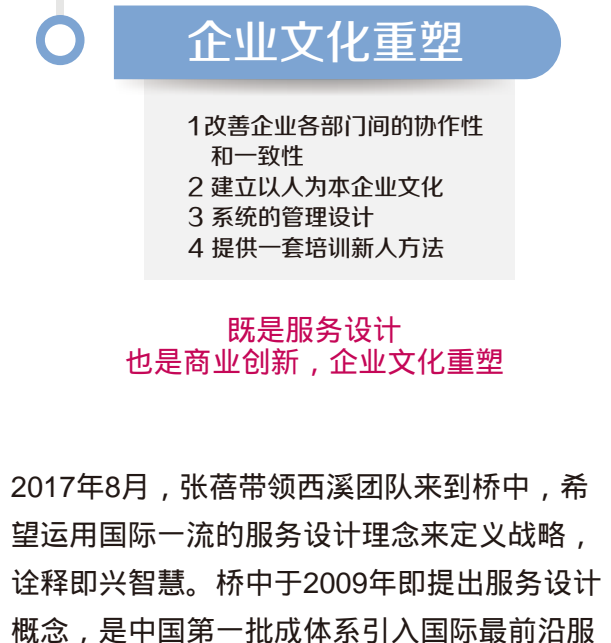 企业文化重塑
1改善企业各部门间的协作性
和一致性
2 建立以人为本企业文化
3 系统的管理设计
4 提供一套培训新人方法
既是服务设计
也是商业创新，企业文化重塑
2017年8月，张蓓带领西溪团队来到桥中，希
望运用国际一流的服务设计理念来定义战略，
诠释即兴智慧。桥中于2009年即提出服务设计
概念，是中国第一批成体系引入国际最前沿服